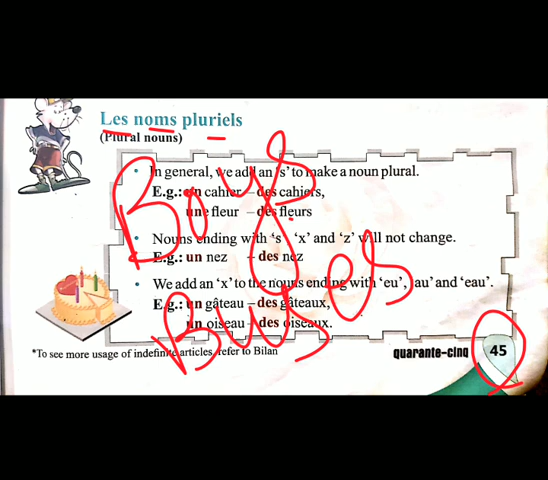 Les noms pluriels
(Plural nouns)
• In general, we add an 's' to make a noun plural.
E.g.: un cahier – des cahiers,
une fleur – des fleurs
• Nouns ending with 's', 'x' and 'z' will not change.
E.g.: un nez – des nez
• We add an 'x' to the nouns ending with 'eu', 'au' and 'eau'.
E.g.: un gâteau – des gâteaux,
un oiseau – des oiseaux.
*To see more usage of indefinite articles, refer to Bilan
quarante-cinq 45
Boys
Buses